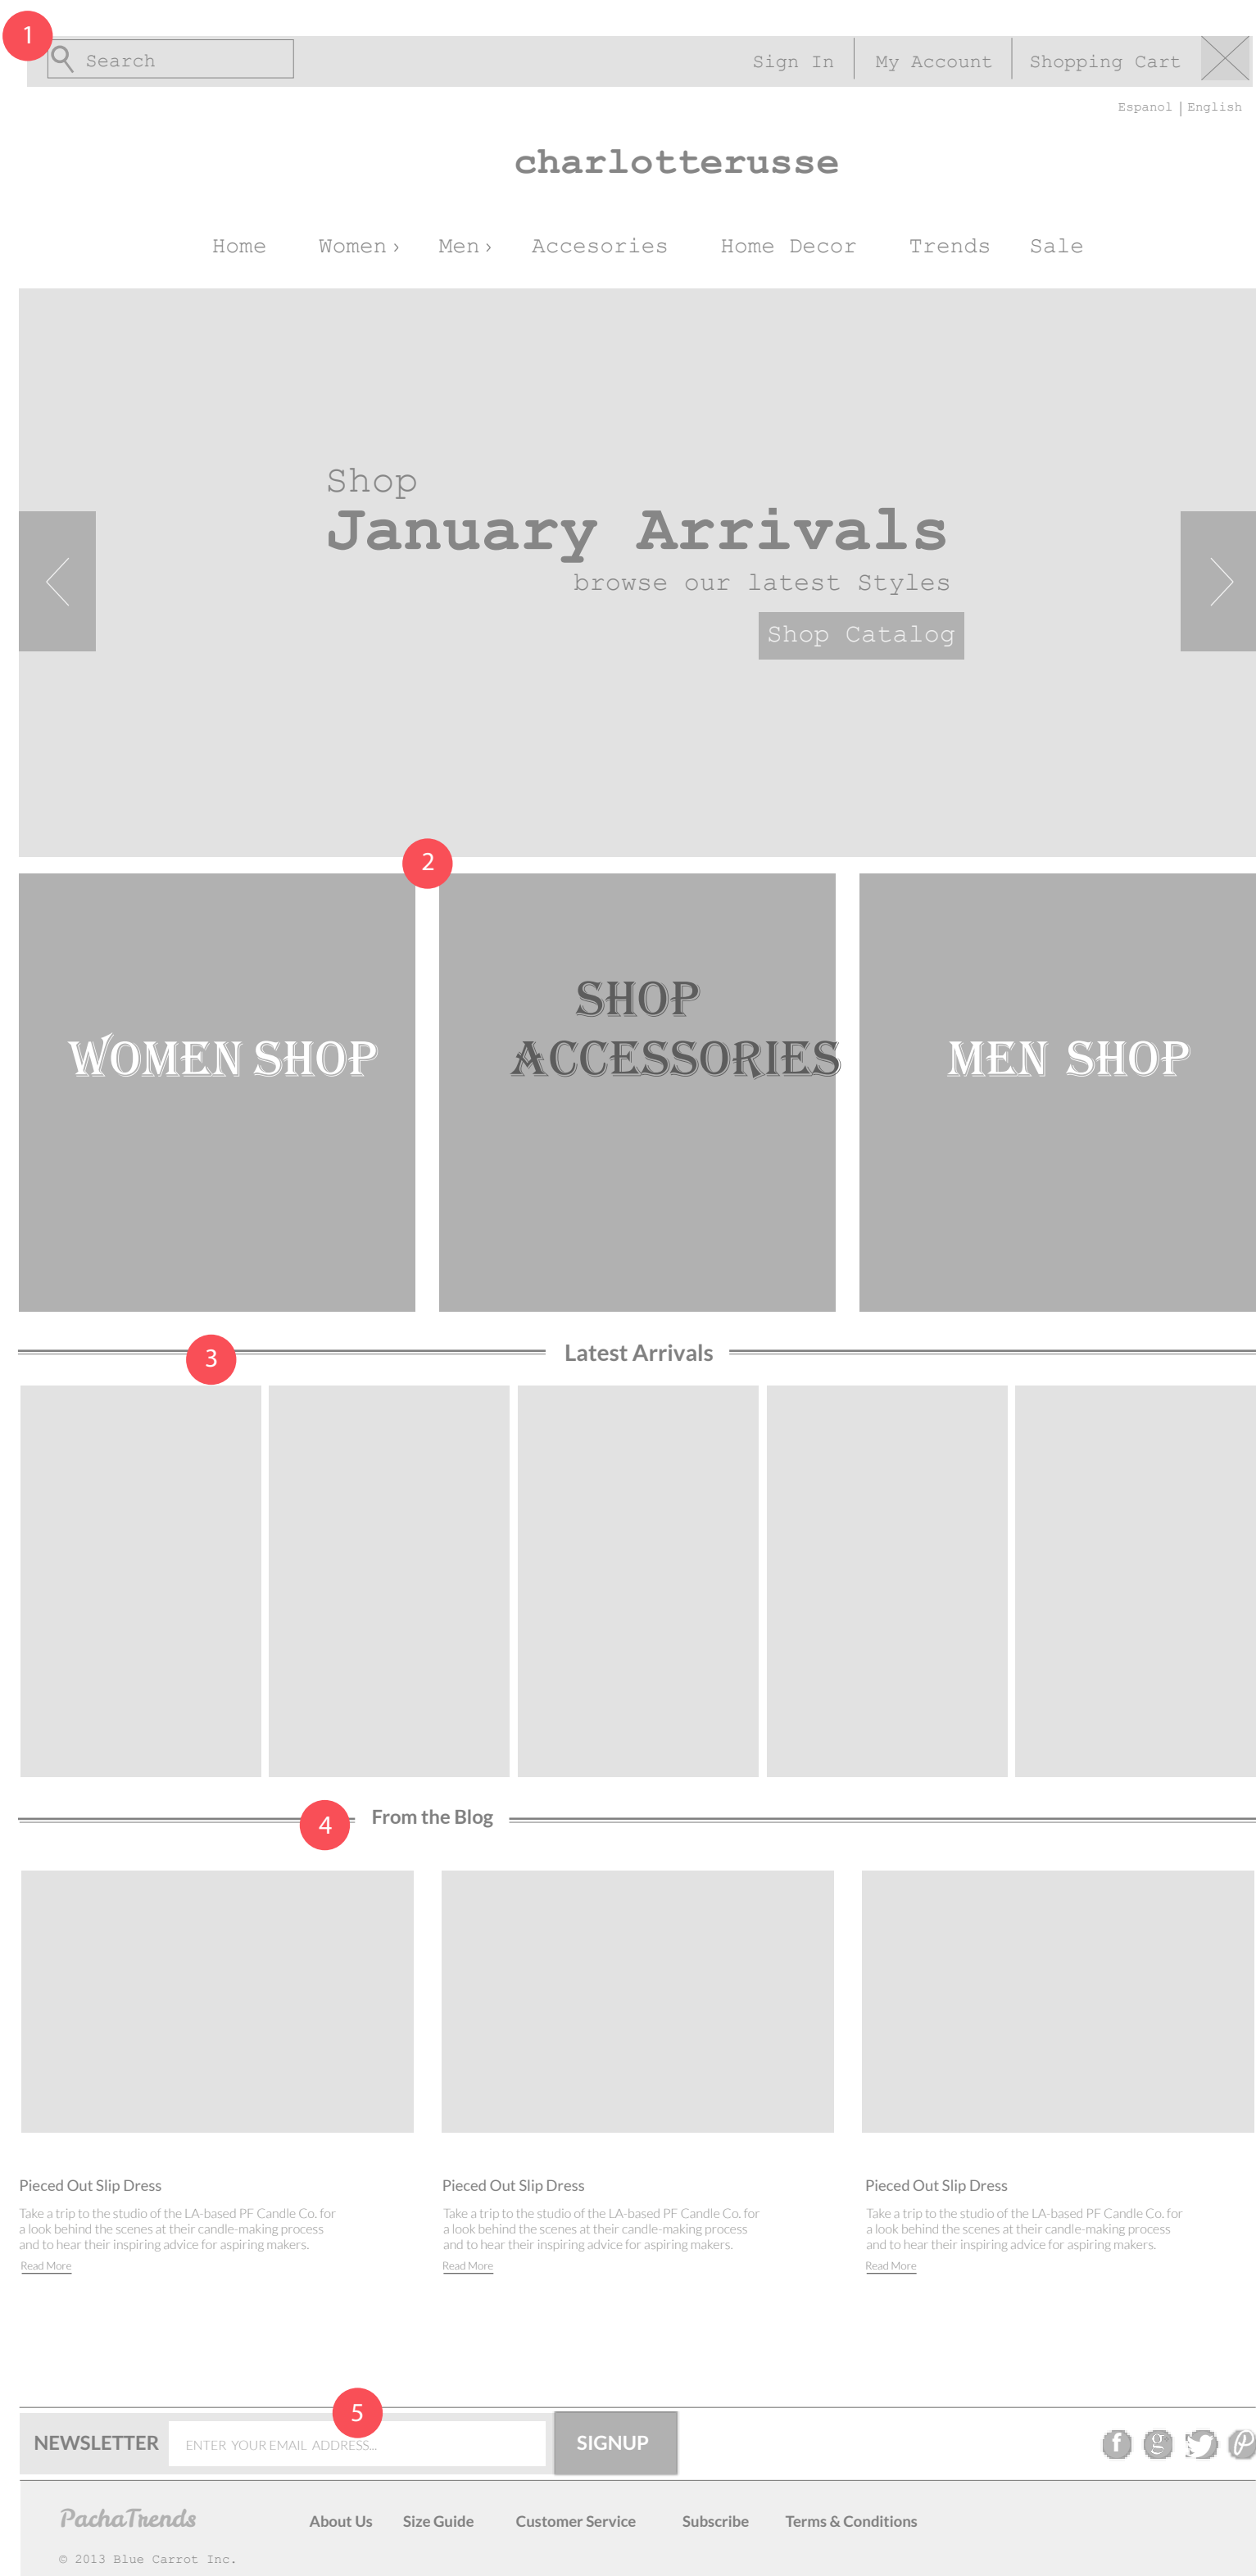 1
Search
Sign In
My Account
Shopping Cart
Espanol | English
charlotterusse
Home Women › Men › Accesories Home Decor Trends Sale
Shop
January Arrivals
browse our latest Styles
Shop Catalog
2
WOMEN SHOP
SHOP
ACCESSORIES
MEN SHOP
3
Latest Arrivals
4
From the Blog
Pieced Out Slip Dress
Take a trip to the studio of the LA-based PF Candle Co. for
a look behind the scenes at their candle-making process
and to hear their inspiring advice for aspiring makers.
Read More
Pieced Out Slip Dress
Take a trip to the studio of the LA-based PF Candle Co. for
a look behind the scenes at their candle-making process
and to hear their inspiring advice for aspiring makers.
Read More
Pieced Out Slip Dress
Take a trip to the studio of the LA-based PF Candle Co. for
a look behind the scenes at their candle-making process
and to hear their inspiring advice for aspiring makers.
Read More
5
NEWSLETTER
ENTER YOUR EMAIL ADDRESS...
SIGNUP
PachaTrends
About Us Size Guide Customer Service Subscribe Terms & Conditions
© 2013 Blue Carrot Inc.